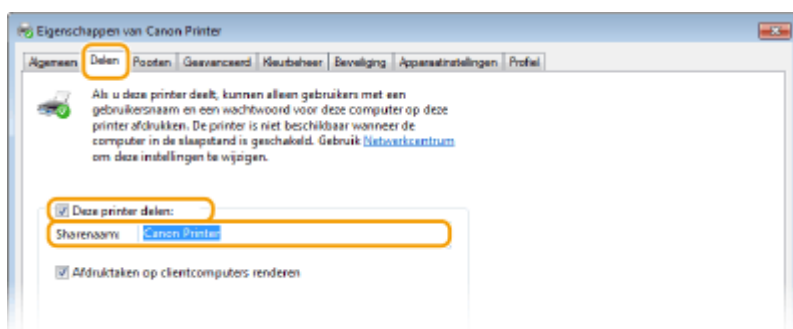 Eigenschappen van Canon Printer
Algemeen Delen Poorten Geavanceerd Kleurbeheer Beveiliging Apparaatinstellingen Profiel
Als u deze printer deelt, kunnen alleen gebruikers met een
gebruikersnaam en een wachtwoord voor deze computer op deze
printer afdrukken. De printer is niet beschikbaar wanneer de
computer in de slaapstand is geschakeld. Gebruik Netwerkcentrum
om deze instellingen te wijzigen.
Deze printer delen:
Sharenaam: Canon Printer
Afdruktaken op clientcomputers renderen